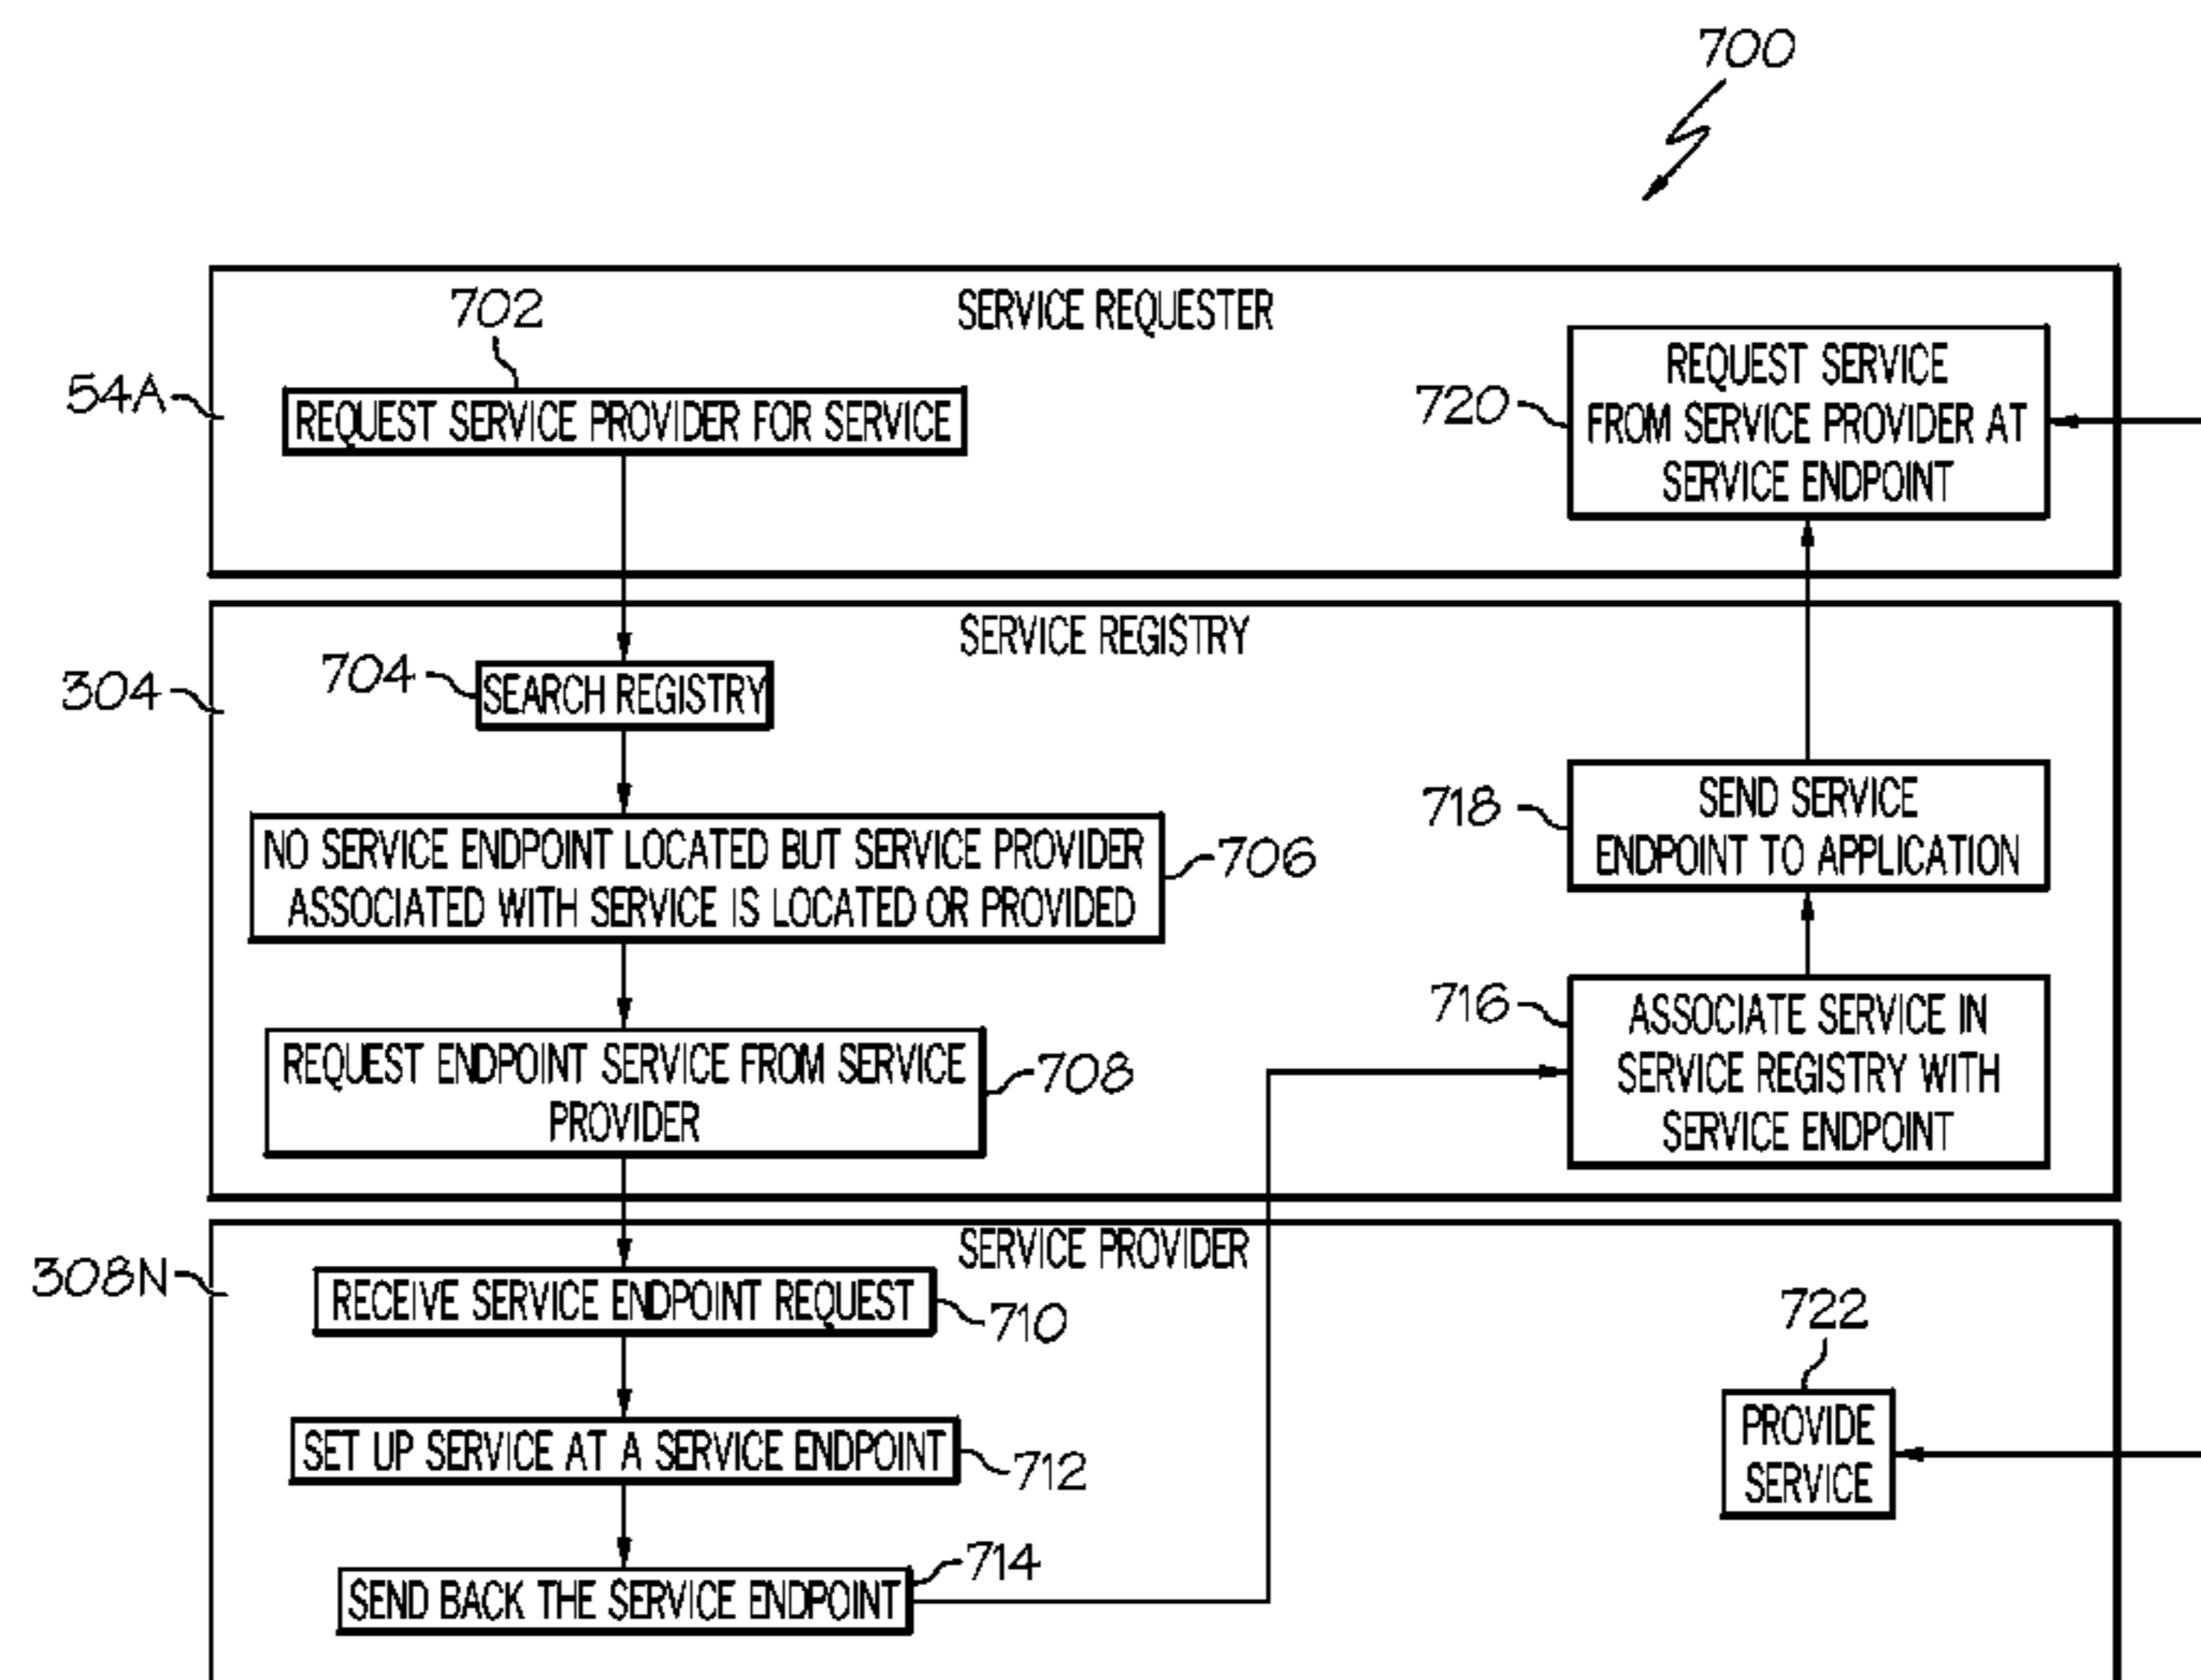 700
SERVICE REQUESTER
54A
702
REQUEST SERVICE PROVIDER FOR SERVICE
720
REQUEST SERVICE
FROM SERVICE PROVIDER AT
SERVICE ENDPOINT
SERVICE REGISTRY
304
704
SEARCH REGISTRY
NO SERVICE ENDPOINT LOCATED BUT SERVICE PROVIDER
ASSOCIATED WITH SERVICE IS LOCATED OR PROVIDED
706
REQUEST ENDPOINT SERVICE FROM SERVICE
PROVIDER
708
718
SEND SERVICE
ENDPOINT TO APPLICATION
716
ASSOCIATE SERVICE IN
SERVICE REGISTRY WITH
SERVICE ENDPOINT
SERVICE PROVIDER
308N
RECEIVE SERVICE ENDPOINT REQUEST
710
SET UP SERVICE AT A SERVICE ENDPOINT
712
SEND BACK THE SERVICE ENDPOINT
714
722
PROVIDE
SERVICE